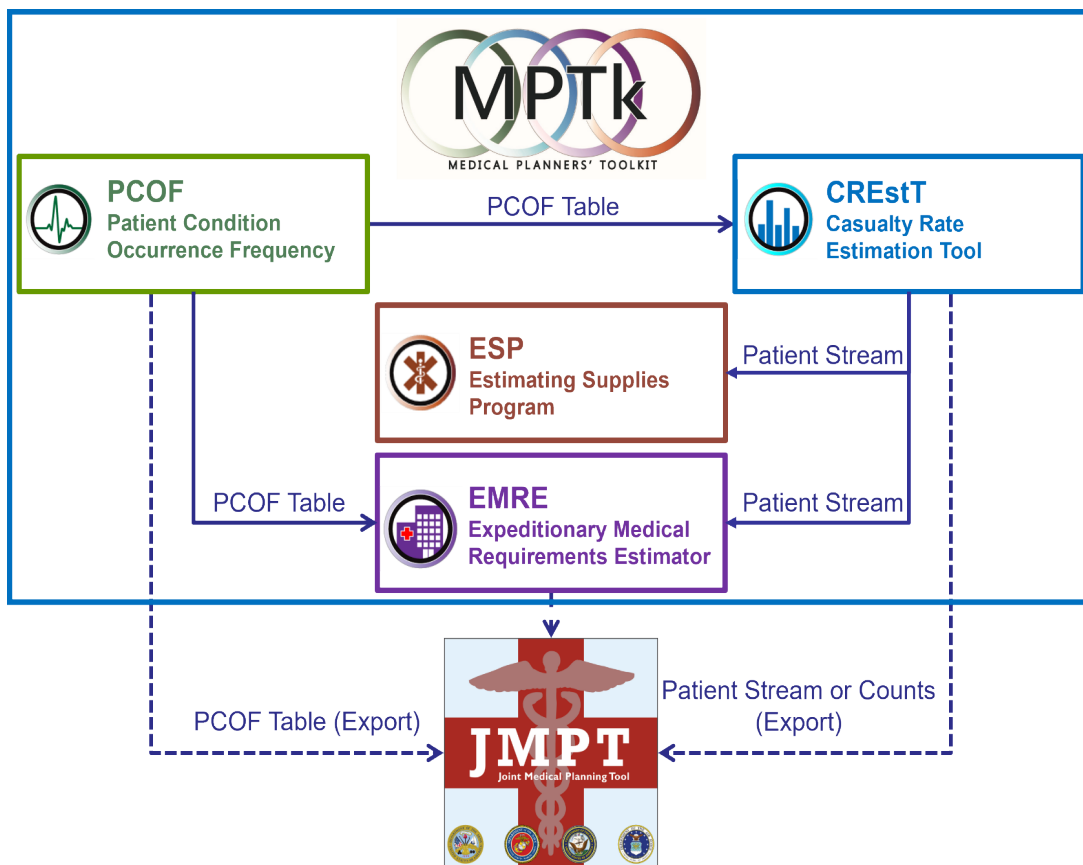 MPTk
MEDICAL PLANNERS' TOOLKIT
PCOF
Patient Condition
Occurrence Frequency
PCOF Table
CREstT
Casualty Rate
Estimation Tool
ESP
Estimating Supplies
Program
Patient Stream
PCOF Table
EMRE
Expeditionary Medical
Requirements Estimator
Patient Stream
PCOF Table (Export)
Patient Stream or Counts
(Export)
JMPT
Joint Medical Planning Tool